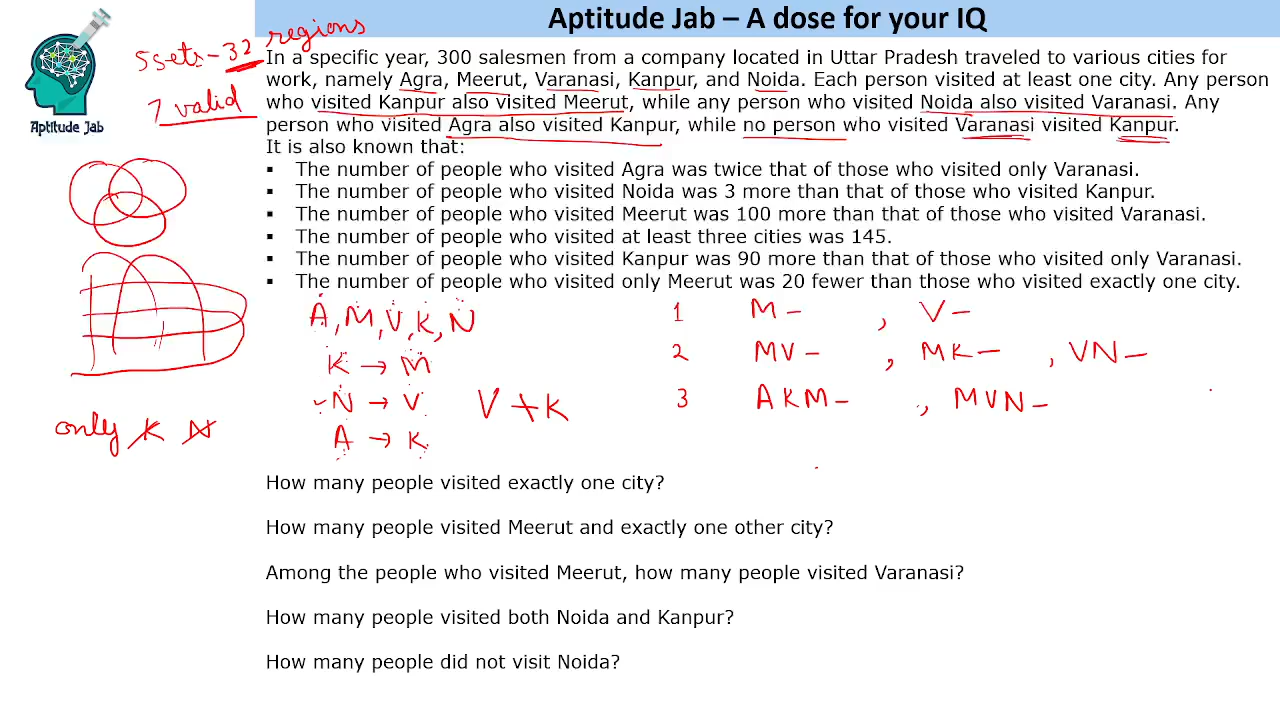 Aptitude Jab – A dose for your IQ
5sets - 32 regions
7 valid
Aptitude Jab
In a specific year, 300 salesmen from a company located in Uttar Pradesh traveled to various cities for
work, namely Agra, Meerut, Varanasi, Kanpur, and Noida. Each person visited at least one city. Any person
who visited Kanpur also visited Meerut, while any person who visited Noida also visited Varanasi. Any
person who visited Agra also visited Kanpur, while no person who visited Varanasi visited Kanpur.
It is also known that:
▪ The number of people who visited Agra was twice that of those who visited only Varanasi.
▪ The number of people who visited Noida was 3 more than that of those who visited Kanpur.
▪ The number of people who visited Meerut was 100 more than that of those who visited Varanasi.
▪ The number of people who visited at least three cities was 145.
▪ The number of people who visited Kanpur was 90 more than that of those who visited only Varanasi.
▪ The number of people who visited only Meerut was 20 fewer than those who visited exactly one city.
A, M, V, K, N
K → M
N → V
A → K
V + K
only K N
1 M – , V –
2 MV – , MK – , VN –
3 AKM – , MVN –
How many people visited exactly one city?
How many people visited Meerut and exactly one other city?
Among the people who visited Meerut, how many people visited Varanasi?
How many people visited both Noida and Kanpur?
How many people did not visit Noida?